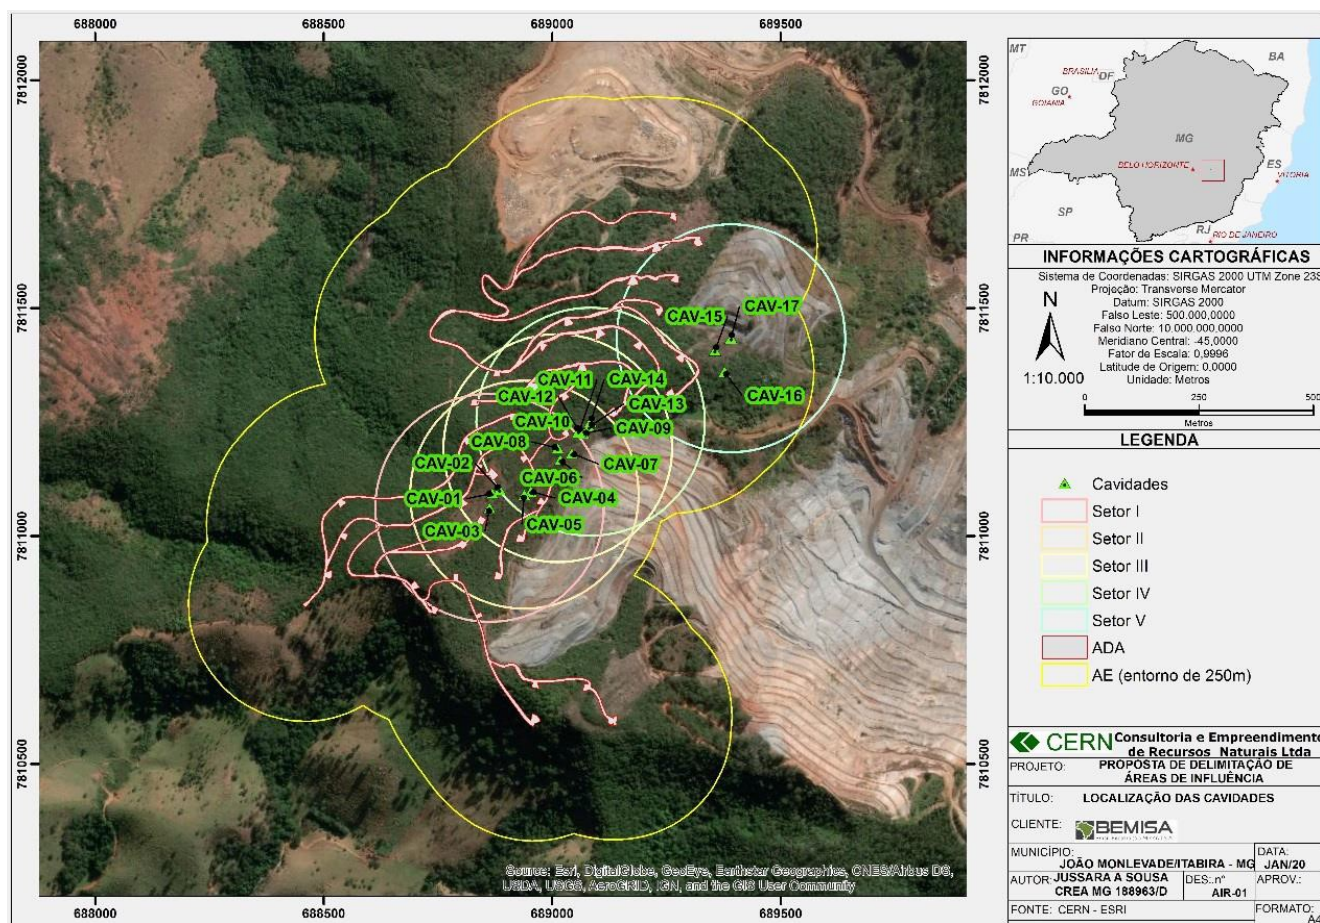 688000
688500
689000
689500
7812000
7811500
7811000
7810500
7812000
7811500
7811000
7810500
CAV-15
CAV-17
CAV-16
CAV-11
CAV-14
CAV-12
CAV-13
CAV-10
CAV-09
CAV-08
CAV-07
CAV-02
CAV-06
CAV-01
CAV-04
CAV-03
CAV-05
Source: Esri, DigitalGlobe, GeoEye, Earthstar Geographics, CNES/Airbus DS,
USDA, USGS, AeroGRID, IGN, and the GIS User Community
688000
688500
689000
689500
MT
BRASILIA
DF
BA
GO
GOIANIA
MG
BELO HORIZONTE
ES
VITORIA
MS
SP
RJ
RIO DE JANEIRO
PR
INFORMAÇÕES CARTOGRÁFICAS
Sistema de Coordenadas: SIRGAS 2000 UTM Zone 23S
Projeção: Transverse Mercator
Datum: SIRGAS 2000
Falso Leste: 500.000,0000
Falso Norte: 10.000.000,0000
Meridiano Central: -45,0000
Fator de Escala: 0,9996
Latitude de Origem: 0,0000
Unidade: Metros
N
1:10.000
0 250 500
Metros
LEGENDA
Cavidades
Setor I
Setor II
Setor III
Setor IV
Setor V
ADA
AE (entorno de 250m)
CERN Consultoria e Empreendimento
de Recursos Naturais Ltda
PROJETO: PROPOSTA DE DELIMITAÇÃO DE
ÁREAS DE INFLUÊNCIA
TÍTULO: LOCALIZAÇÃO DAS CAVIDADES
CLIENTE: BEMISA
MUNICÍPIO: DATA:
JOÃO MONLEVADE/ITABIRA - MG JAN/20
AUTOR: JUSSARA A SOUSA DES.:n° APROV.:
CREA MG 188963/D AIR-01
FONTE: CERN - ESRI FORMATO:
A4